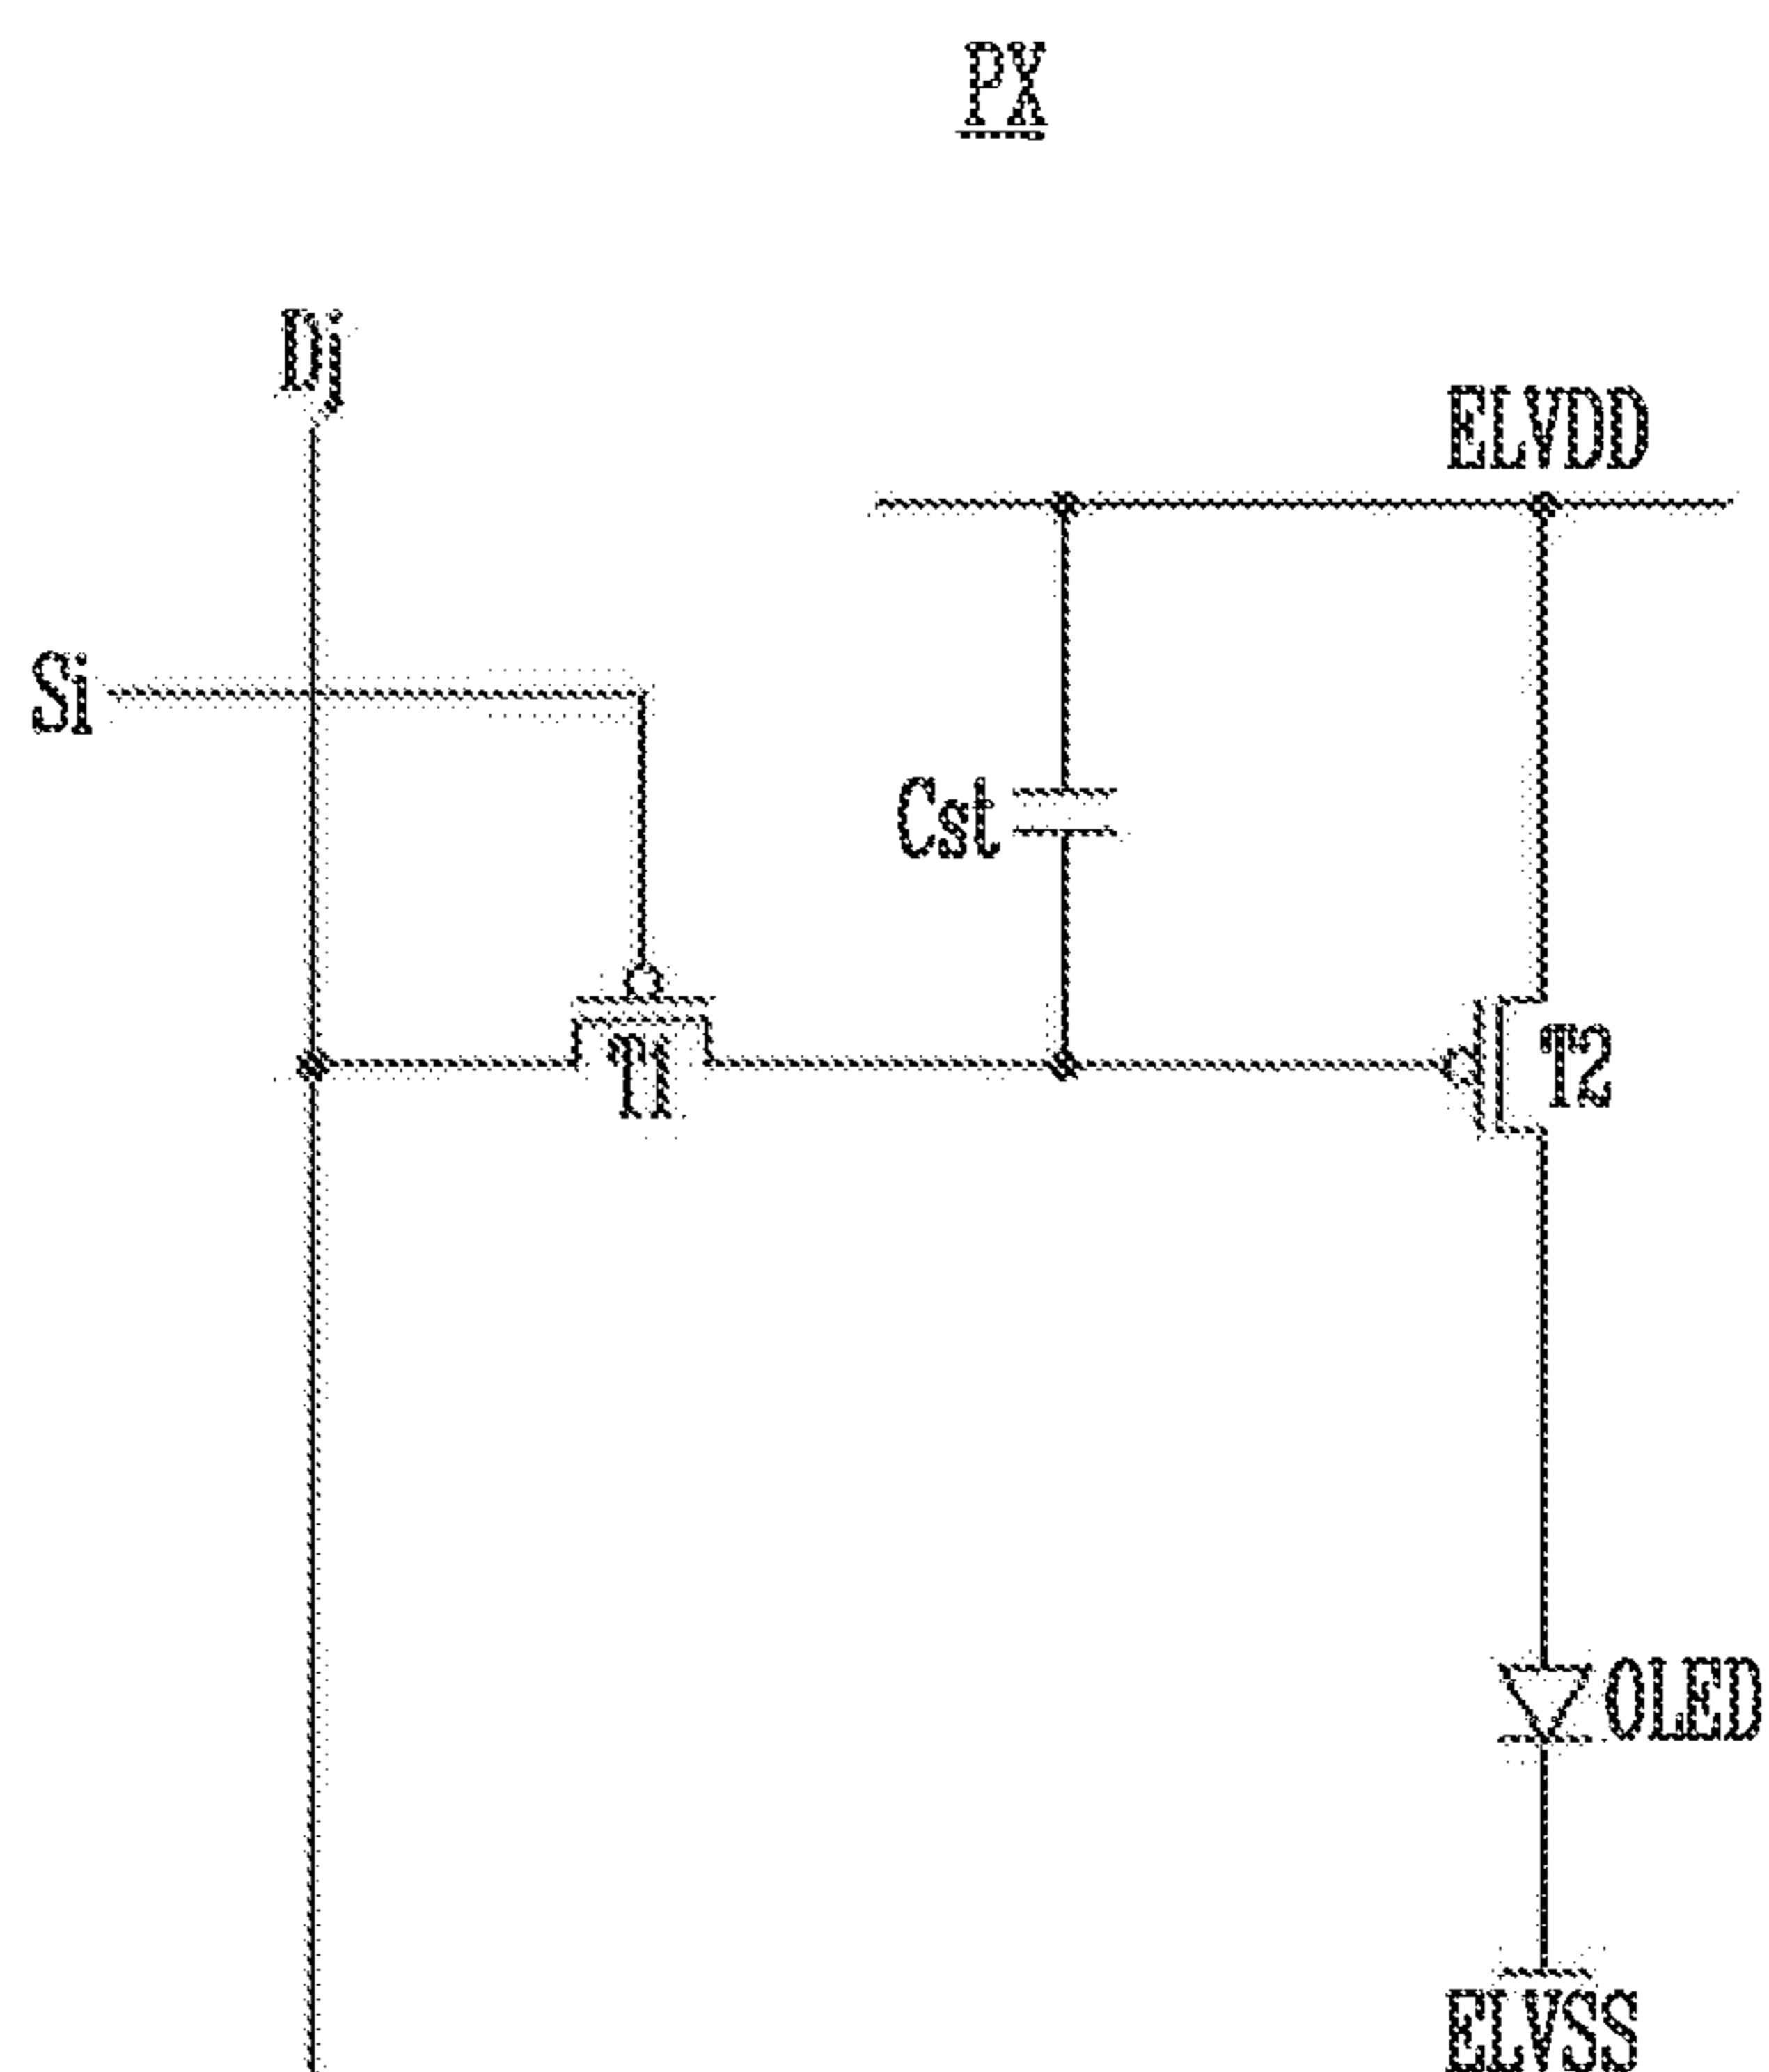 PX
Dj
ELVDD
Si
Cst
T1
T2
OLED
ELVSS